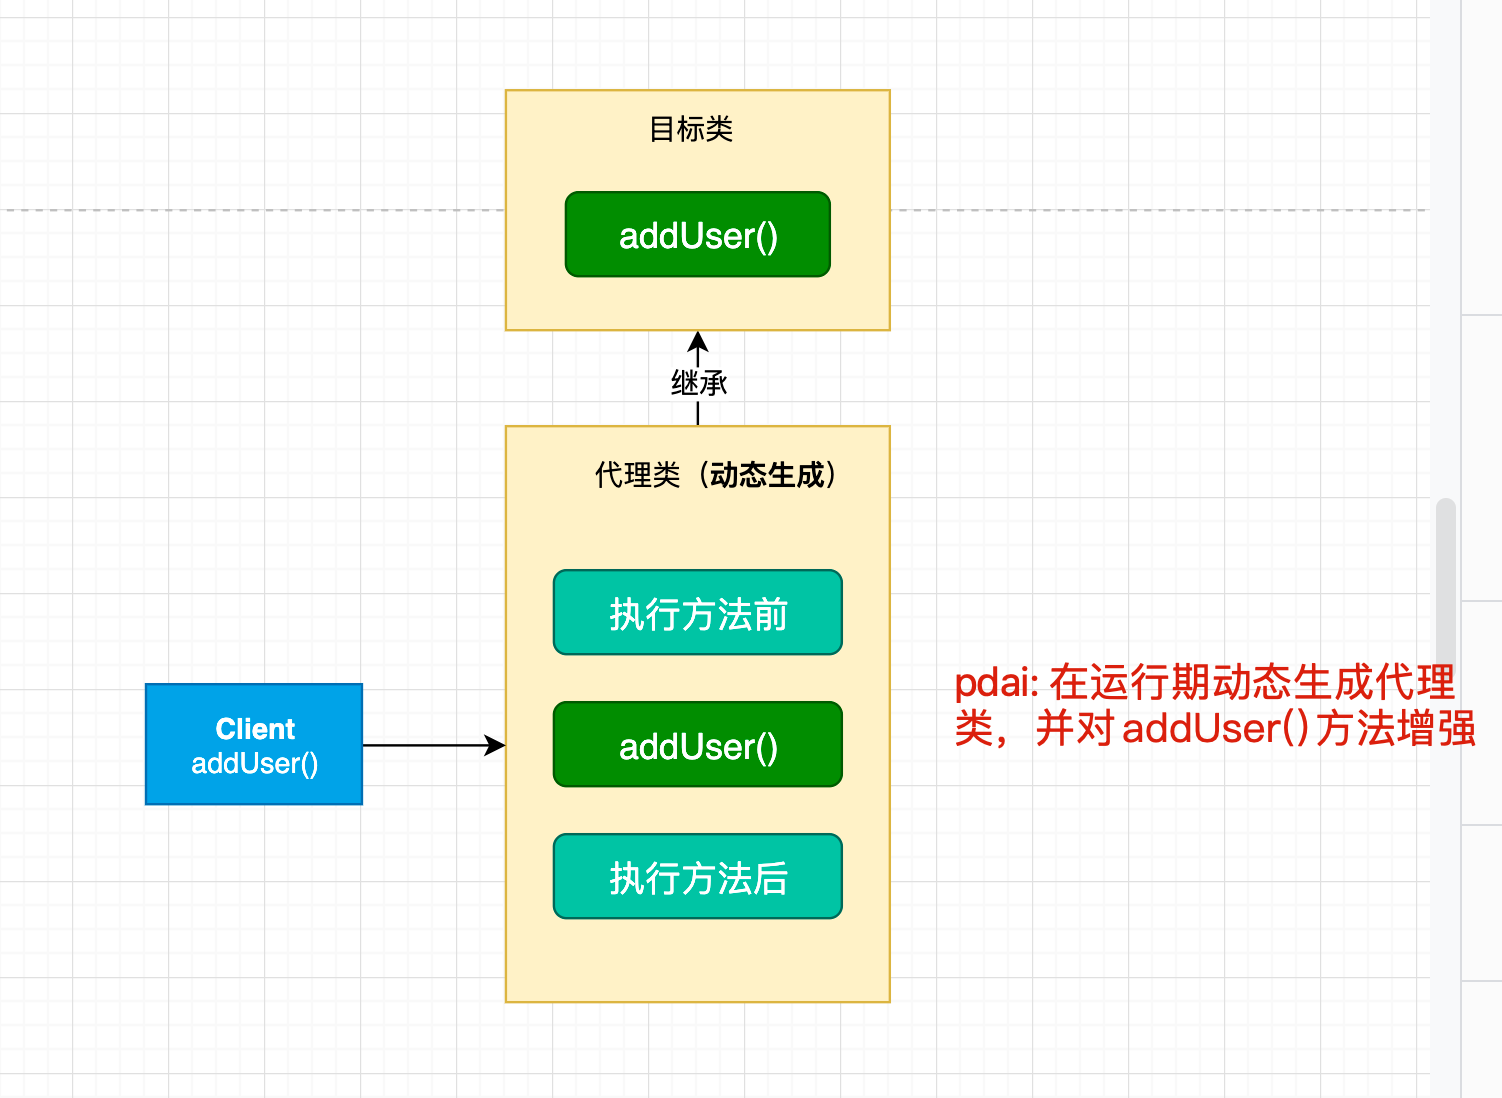 目标类
addUser()
继承
代理类（动态生成）
执行方法前
addUser()
执行方法后
Client
addUser()
pdai: 在运行期动态生成代理
类，并对addUser()方法增强